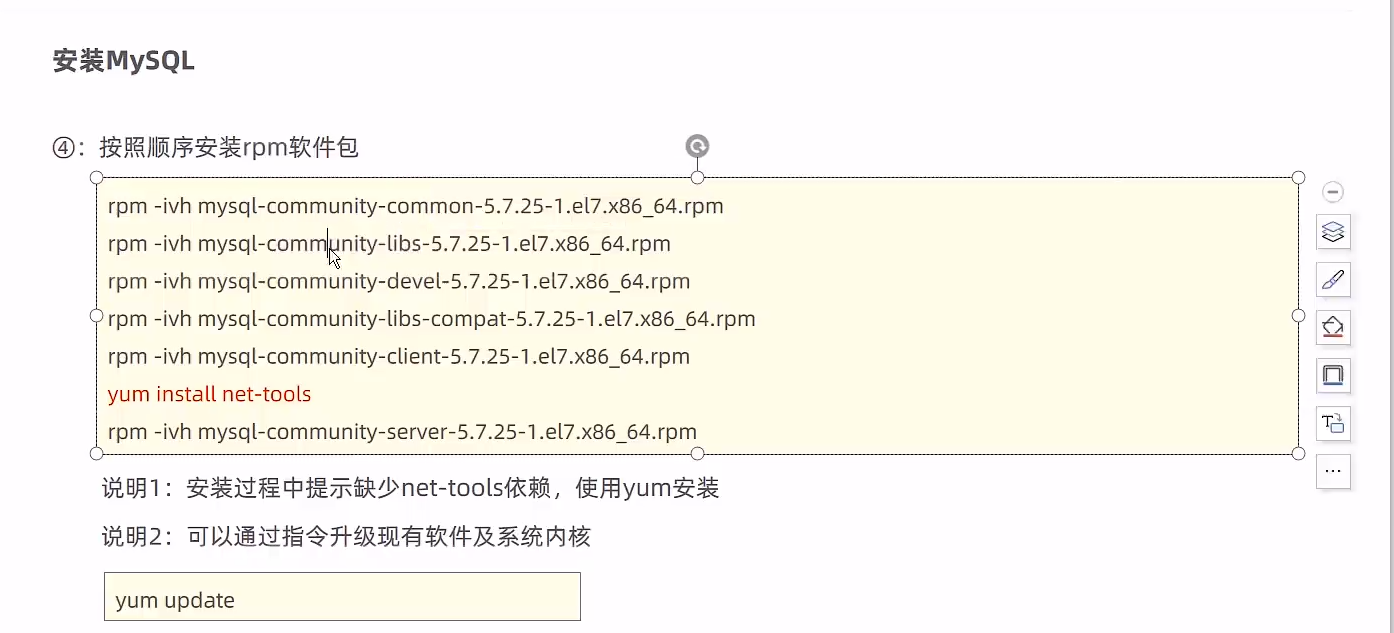 安装MySQL
④：按照顺序安装rpm软件包
rpm -ivh mysql-community-common-5.7.25-1.el7.x86_64.rpm
rpm -ivh mysql-community-libs-5.7.25-1.el7.x86_64.rpm
rpm -ivh mysql-community-devel-5.7.25-1.el7.x86_64.rpm
rpm -ivh mysql-community-libs-compat-5.7.25-1.el7.x86_64.rpm
rpm -ivh mysql-community-client-5.7.25-1.el7.x86_64.rpm
yum install net-tools
rpm -ivh mysql-community-server-5.7.25-1.el7.x86_64.rpm
说明1：安装过程中提示缺少net-tools依赖，使用yum安装
说明2：可以通过指令升级现有软件及系统内核
yum update